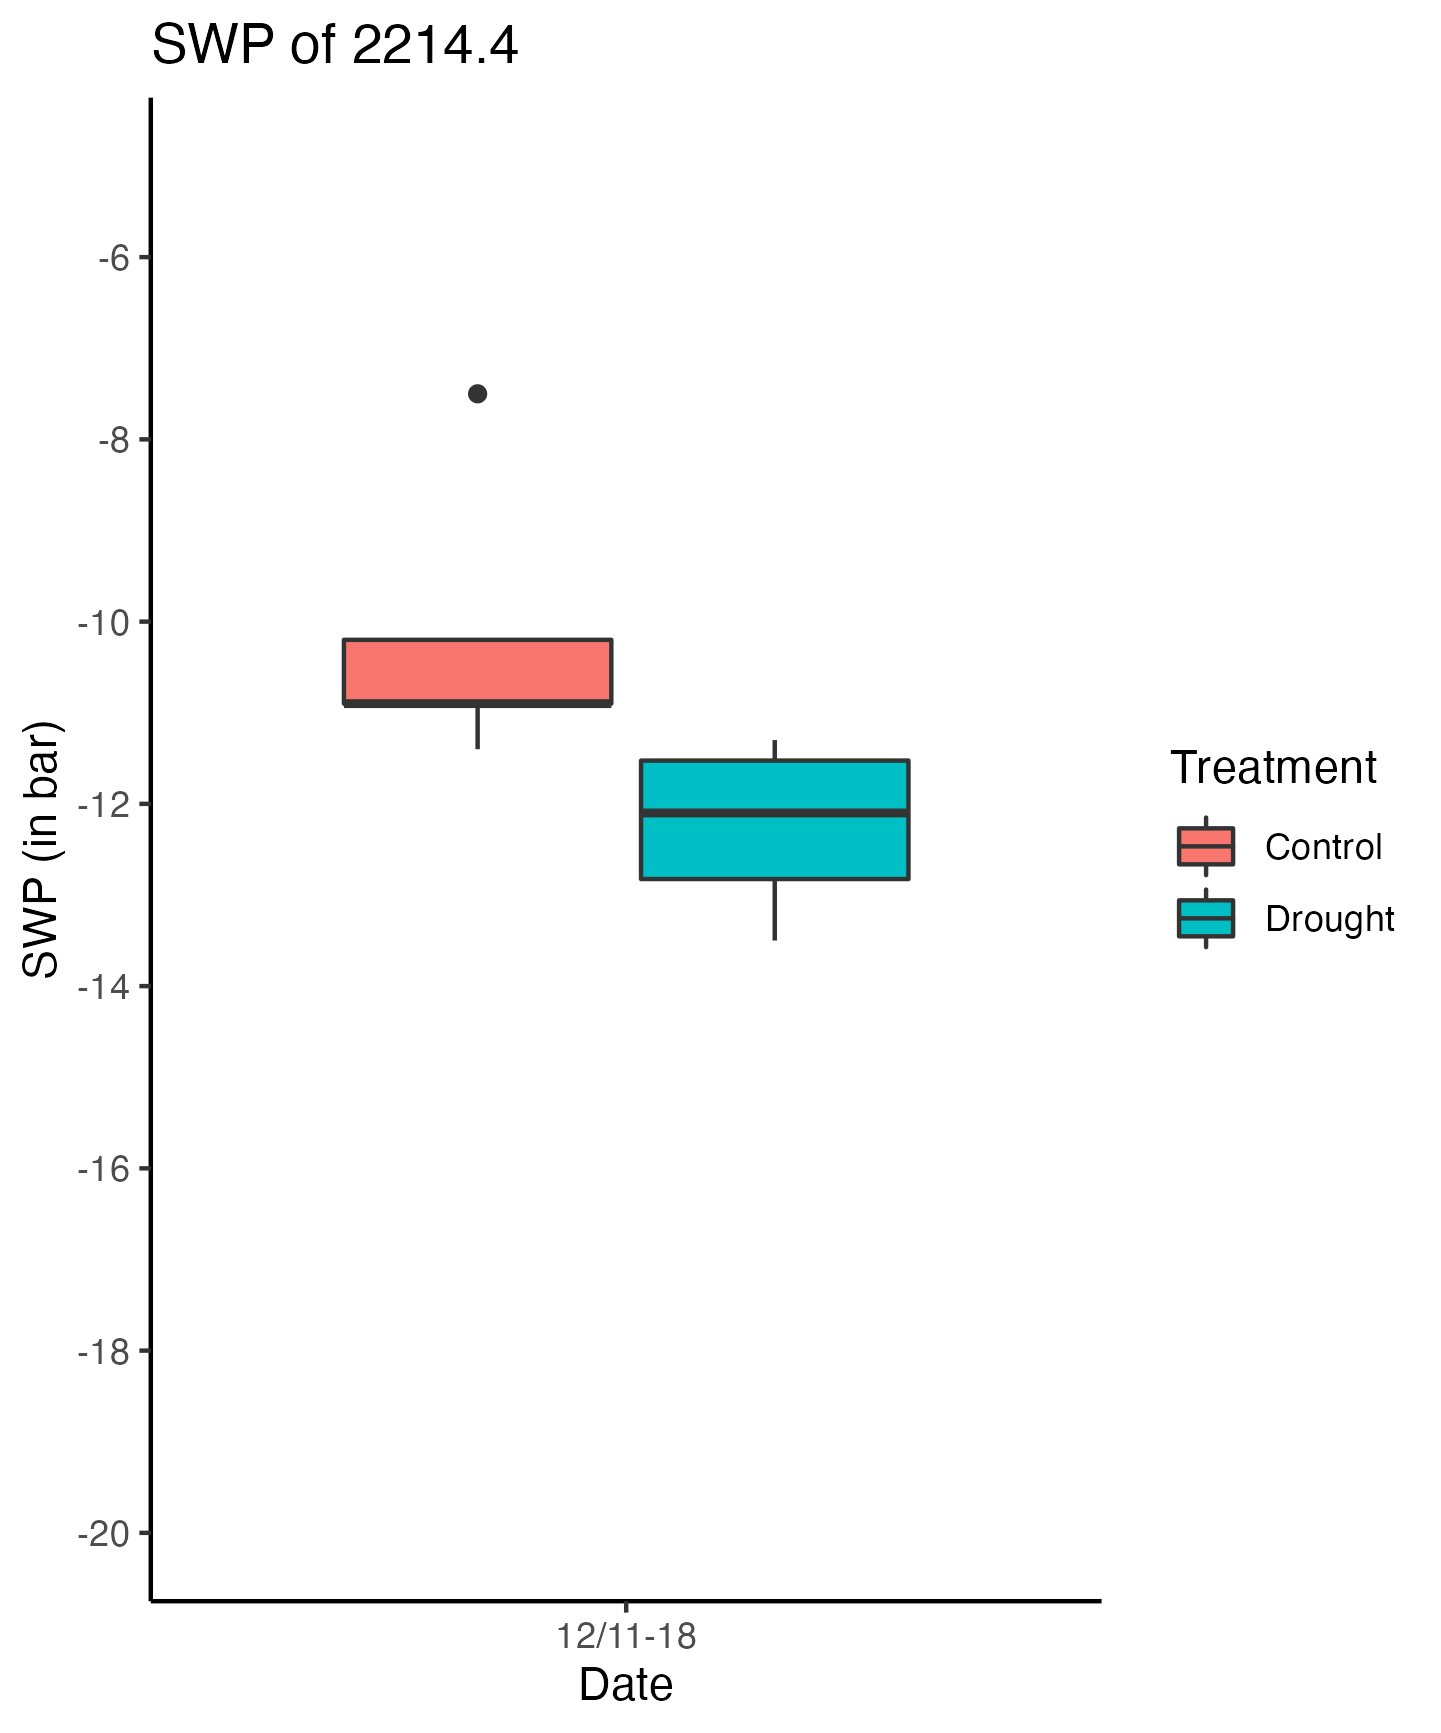 SWP of 2214.4
SWP (in bar)
-6
-8
-10
-12
-14
-16
-18
-20
12/11-18
Date
Treatment
Control
Drought